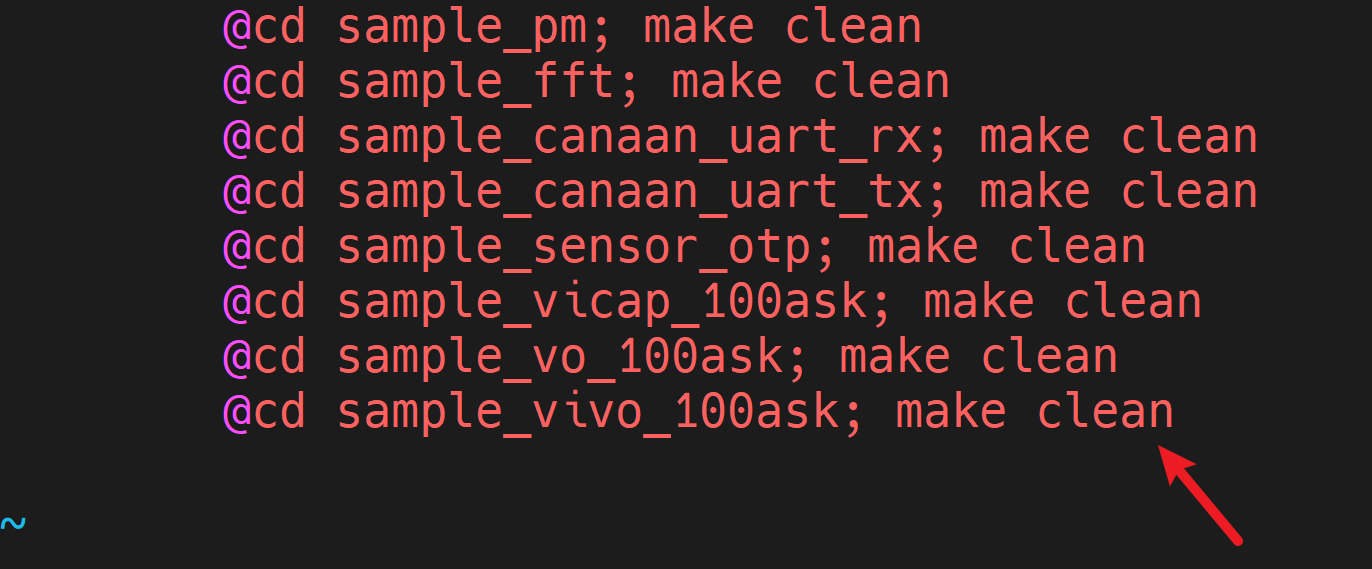 @cd sample_pm; make clean
@cd sample_fft; make clean
@cd sample_canaan_uart_rx; make clean
@cd sample_canaan_uart_tx; make clean
@cd sample_sensor_otp; make clean
@cd sample_vicap_100ask; make clean
@cd sample_vo_100ask; make clean
@cd sample_vivo_100ask; make clean
~